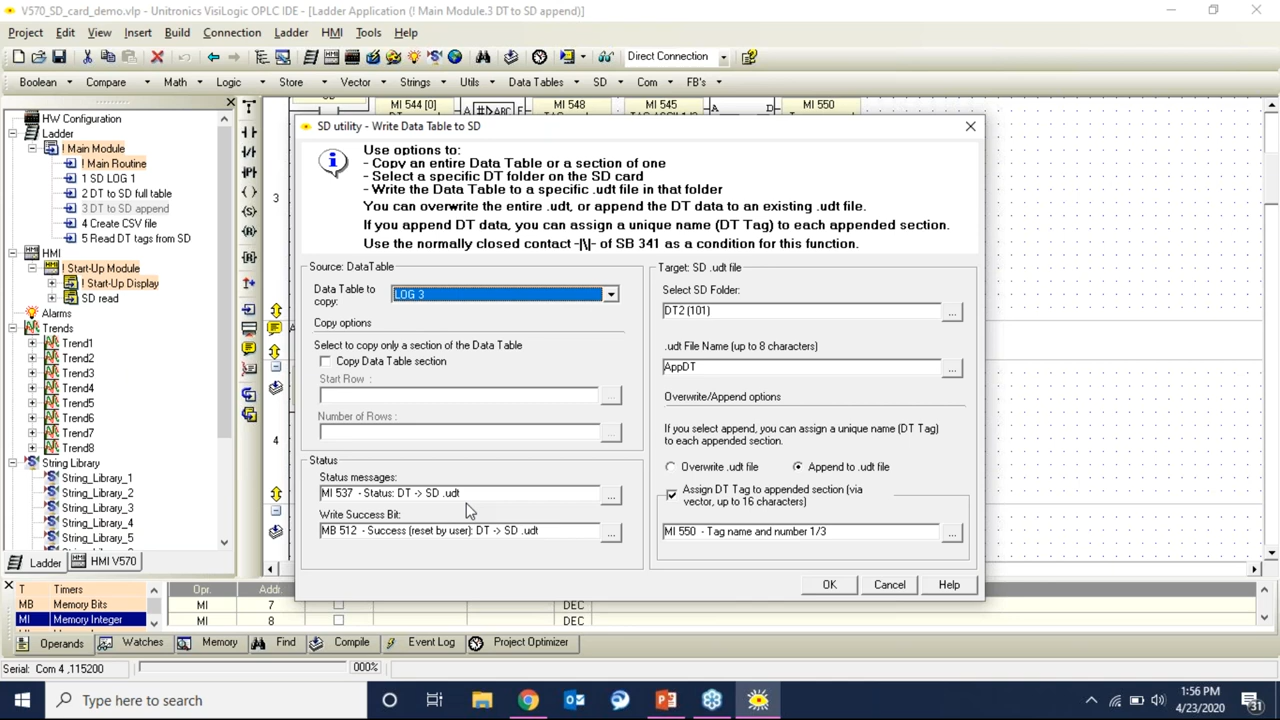 V570_SD_card_demo.vlp - Unitronics VisiLogic OPLC IDE - [Ladder Application (! Main Module.3 DT to SD append)]
Project Edit View Insert Build Connection Ladder HMI Tools Help
Direct Connection
Boolean Compare Math Logic Store Vector Strings Utils Data Tables SD Com FB's
HW Configuration
Ladder
! Main Module
! Main Routine
1 SD LOG 1
2 DT to SD full table
3 DT to SD append
4 Create CSV file
5 Read DT tags from SD
HMI
! Start-Up Module
! Start-Up Display
SD read
Alarms
Trends
Trend1
Trend2
Trend3
Trend4
Trend5
Trend6
Trend7
Trend8
String Library
String_Library_1
String_Library_2
String_Library_3
String_Library_4
String_Library_5
Ladder HMI V570
MI 544 [0] MI 548 MI 545 MI 550
A #>ABC E A D
3
4
SD utility - Write Data Table to SD
Use options to:
- Copy an entire Data Table or a section of one
- Select a specific DT folder on the SD card
- Write the Data Table to a specific .udt file in that folder
You can overwrite the entire .udt, or append the DT data to an existing .udt file.
If you append DT data, you can assign a unique name (DT Tag) to each appended section.
Use the normally closed contact -|\|- of SB 341 as a condition for this function.
Source: DataTable
Data Table to
copy:
LOG 3
Copy options
Select to copy only a section of the Data Table
Copy Data Table section
Start Row :
...
Number of Rows :
...
Status
Status messages:
MI 537 - Status: DT -> SD .udt
...
Write Success Bit:
MB 512 - Success (reset by user): DT -> SD .udt
...
Target: SD .udt file
Select SD Folder:
DT2 (101)
...
.udt File Name (up to 8 characters)
AppDT
...
Overwrite/Append options
If you select append, you can assign a unique name (DT Tag)
to each appended section.
Overwrite .udt file Append to .udt file
Assign DT Tag to appended section (via
vector, up to 16 characters)
MI 550 - Tag name and number 1/3
...
OK Cancel Help
T Timers
MB Memory Bits
MI Memory Integer
Opr. Addr.
MI 7 DEC
MI 8 DEC
Operands Watches Memory Find Compile Event Log Project Optimizer
Serial: Com 4 ,115200
000%
Type here to search
1:56 PM
4/23/2020
31